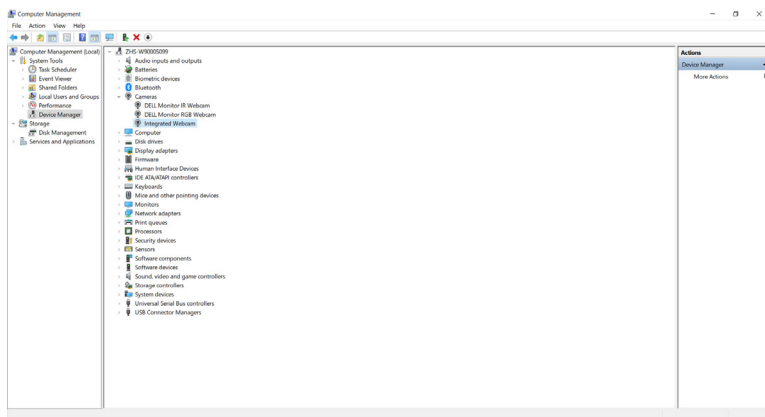 Computer Management
File Action View Help
Computer Management (Local)
System Tools
Task Scheduler
Event Viewer
Shared Folders
Local Users and Groups
Performance
Device Manager
Storage
Disk Management
Services and Applications
ZHS-W90005099
Audio inputs and outputs
Batteries
Biometric devices
Bluetooth
Cameras
DELL Monitor IR Webcam
DELL Monitor RGB Webcam
Integrated Webcam
Computer
Disk drives
Display adapters
Firmware
Human Interface Devices
IDE ATA/ATAPI controllers
Keyboards
Mice and other pointing devices
Monitors
Network adapters
Print queues
Processors
Security devices
Sensors
Software components
Software devices
Sound, video and game controllers
Storage controllers
System devices
Universal Serial Bus controllers
USB Connector Managers
Actions
Device Manager
More Actions